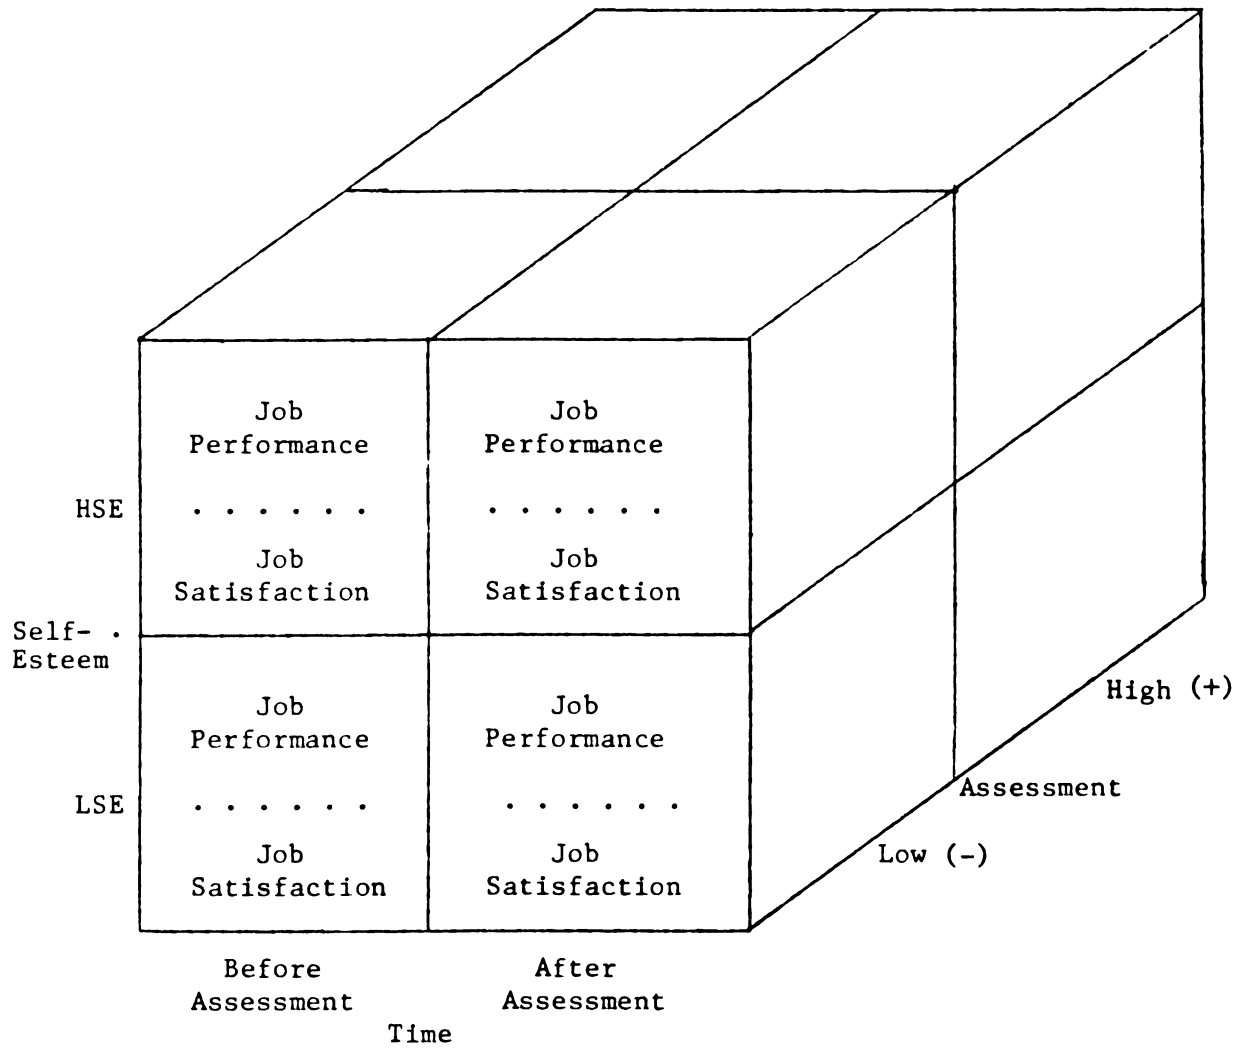 Job
Performance
Job
Performance
HSE
. . . . . .
. . . . . .
Job
Satisfaction
Job
Satisfaction
Self- .
Esteem
Job
Performance
Job
Performance
High (+)
LSE
. . . . . .
. . . . . .
Assessment
Job
Satisfaction
Job
Satisfaction
Low (-)
Before
Assessment
After
Assessment
Time